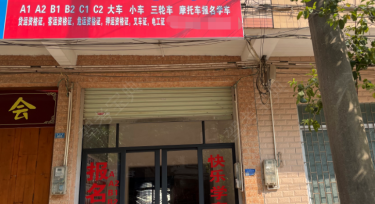 A1 A2 B1 B2 C1 C2 大车 小车 三轮车 摩托车报名学车
货运资格证，客运资格证，危运资格证，押运资格证，叉车证，电工证
会
报名
快乐学